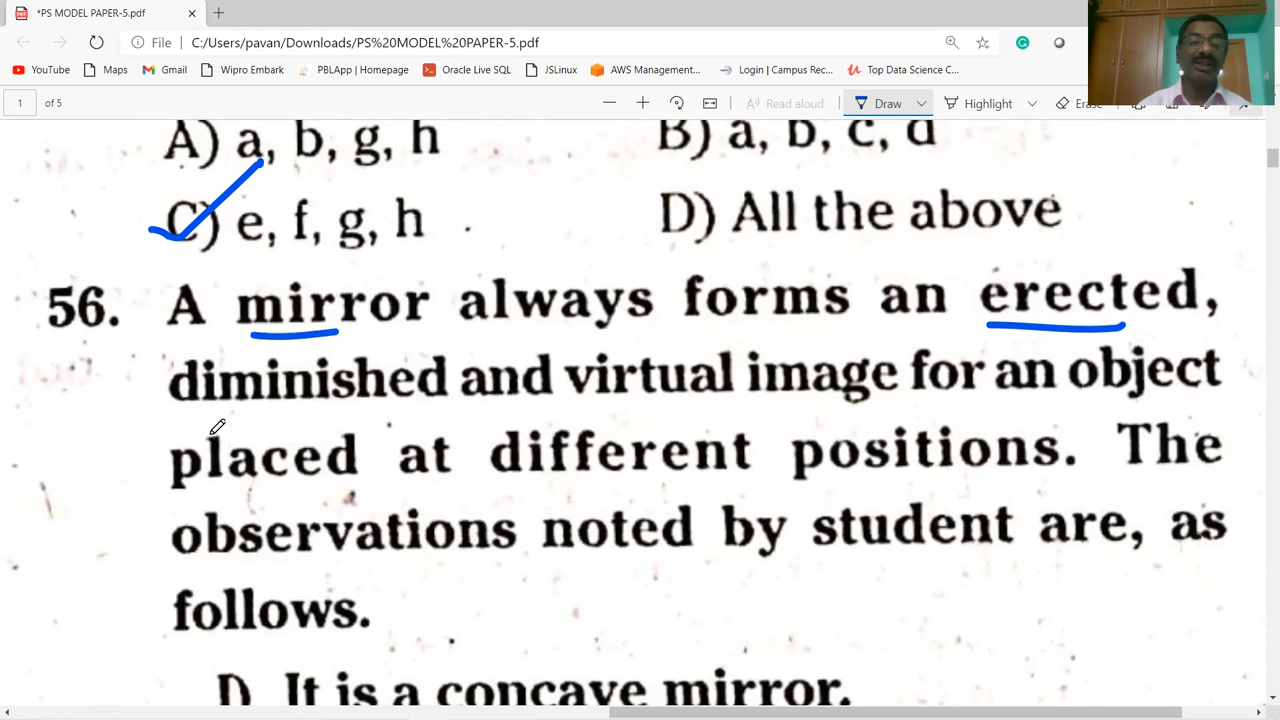 *PS MODEL PAPER-5.pdf
File C:/Users/pavan/Downloads/PS%20MODEL%20PAPER-5.pdf
YouTube Maps Gmail Wipro Embark PBLApp | Homepage Oracle Live SQL JSLinux AWS Management... Login | Campus Rec... Top Data Science C...
1 of 5 Read aloud Draw Highlight Erase
A) a, b, g, h B) a, b, c, d
C) e, f, g, h D) All the above
56. A mirror always forms an erected,
diminished and virtual image for an object
placed at different positions. The
observations noted by student are, as
follows.
I) It is a concave mirror.